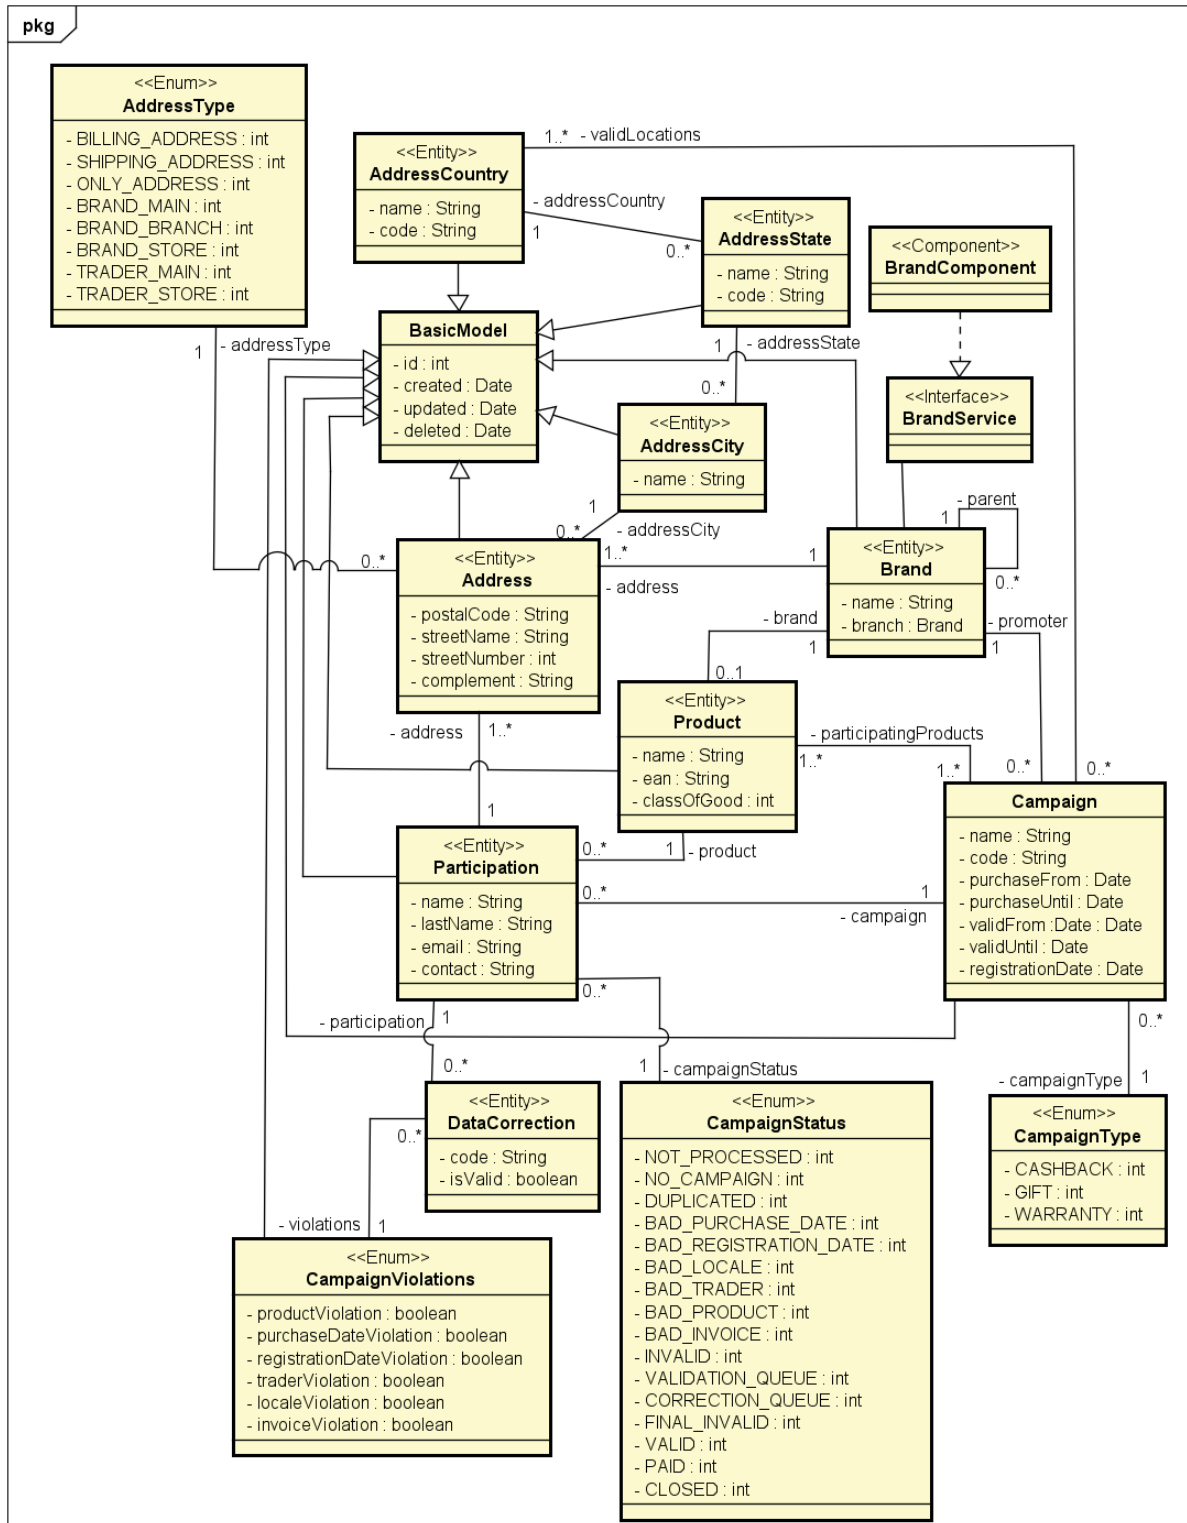 pkg
<<Enum>>
AddressType
- BILLING_ADDRESS : int
- SHIPPING_ADDRESS : int
- ONLY_ADDRESS : int
- BRAND_MAIN : int
- BRAND_BRANCH : int
- BRAND_STORE : int
- TRADER_MAIN : int
- TRADER_STORE : int
1..* - validLocations
<<Entity>>
AddressCountry
- name : String
- code : String
- addressCountry
1
0..*
<<Entity>>
AddressState
- name : String
- code : String
<<Component>>
BrandComponent
1 - addressType
BasicModel
- id : int
- created : Date
- updated : Date
- deleted : Date
1 - addressState
0..*
<<Interface>>
BrandService
<<Entity>>
AddressCity
- name : String
1
0..* - addressCity
- parent
1
0..*
0..*
<<Entity>>
Address
- postalCode : String
- streetName : String
- streetNumber : int
- complement : String
1..*
1
- address
<<Entity>>
Brand
- name : String
- branch : Brand
- brand
1
0..1
- promoter
1
- address
1..*
1
<<Entity>>
Product
- name : String
- ean : String
- classOfGood : int
- participatingProducts
1..*
1..*
0..*
0..*
Campaign
- name : String
- code : String
- purchaseFrom : Date
- purchaseUntil : Date
- validFrom :Date : Date
- validUntil : Date
- registrationDate : Date
<<Entity>>
Participation
- name : String
- lastName : String
- email : String
- contact : String
0..*
1 - product
0..*
1
- campaign
0..*
- participation
1
0..*
1 - campaignStatus
0..*
- campaignType 1
<<Entity>>
DataCorrection
- code : String
- isValid : boolean
0..*
- violations 1
<<Enum>>
CampaignStatus
- NOT_PROCESSED : int
- NO_CAMPAIGN : int
- DUPLICATED : int
- BAD_PURCHASE_DATE : int
- BAD_REGISTRATION_DATE : int
- BAD_LOCALE : int
- BAD_TRADER : int
- BAD_PRODUCT : int
- BAD_INVOICE : int
- INVALID : int
- VALIDATION_QUEUE : int
- CORRECTION_QUEUE : int
- FINAL_INVALID : int
- VALID : int
- PAID : int
- CLOSED : int
<<Enum>>
CampaignType
- CASHBACK : int
- GIFT : int
- WARRANTY : int
<<Enum>>
CampaignViolations
- productViolation : boolean
- purchaseDateViolation : boolean
- registrationDateViolation : boolean
- traderViolation : boolean
- localeViolation : boolean
- invoiceViolation : boolean